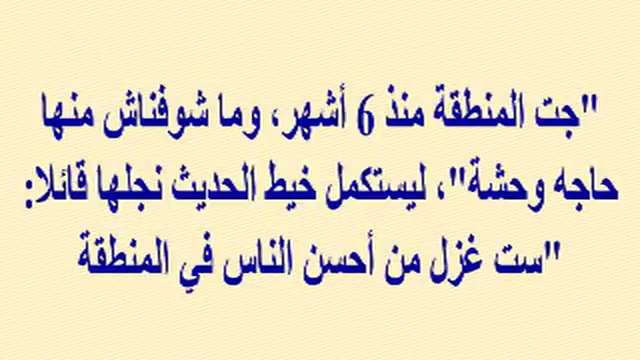 "جت المنطقة منذ 6 أشهر، وما شوفناش منها
حاجه وحشة"، ليستكمل خيط الحديث نجلها قائلا:
"ست غزل من أحسن الناس في المنطقة